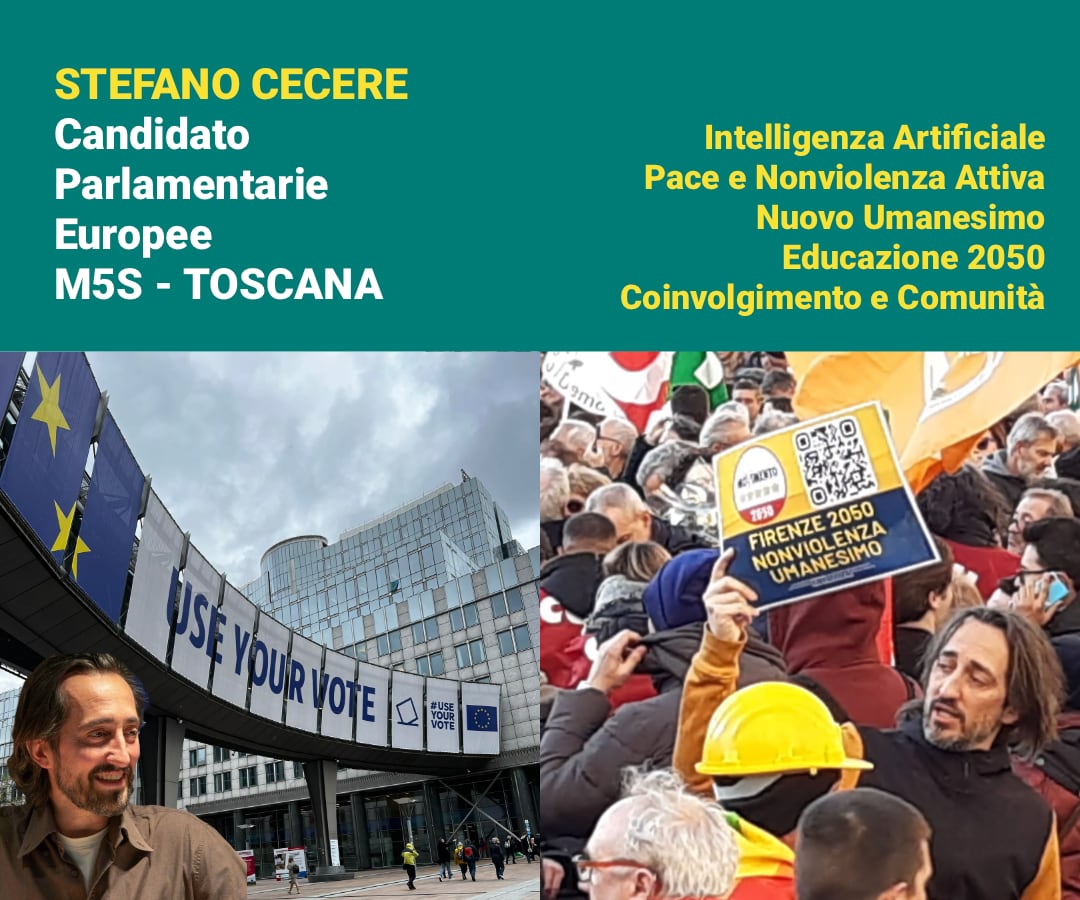 STEFANO CECERE
Candidato
Parlamentarie
Europee
M5S - TOSCANA
Intelligenza Artificiale
Pace e Nonviolenza Attiva
Nuovo Umanesimo
Educazione 2050
Coinvolgimento e Comunità
USE YOUR VOTE
#USE
YOUR
VOTE
MOVIMENTO
2050
FIRENZE 2050
NONVIOLENZA
UMANESIMO